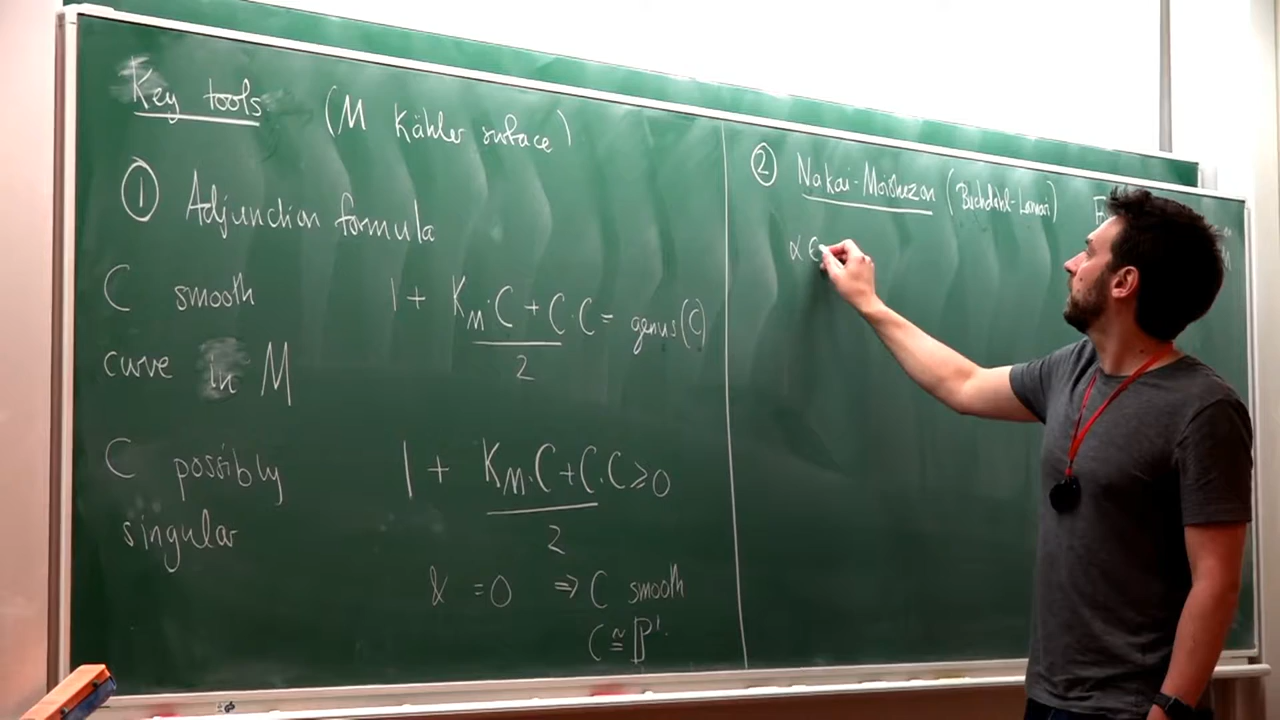 Key tools (M Kähler surface)
① Adjunction formula
C smooth curve in M
1 + (K_M·C + C·C)/2 = genus(C)
C possibly singular
1 + (K_M·C + C·C)/2 ≥ 0
& = 0 ⇒ C smooth
C ≅ ℙ¹.
② Nakai-Moishezon (Buchdahl-Lamari)
α ∈